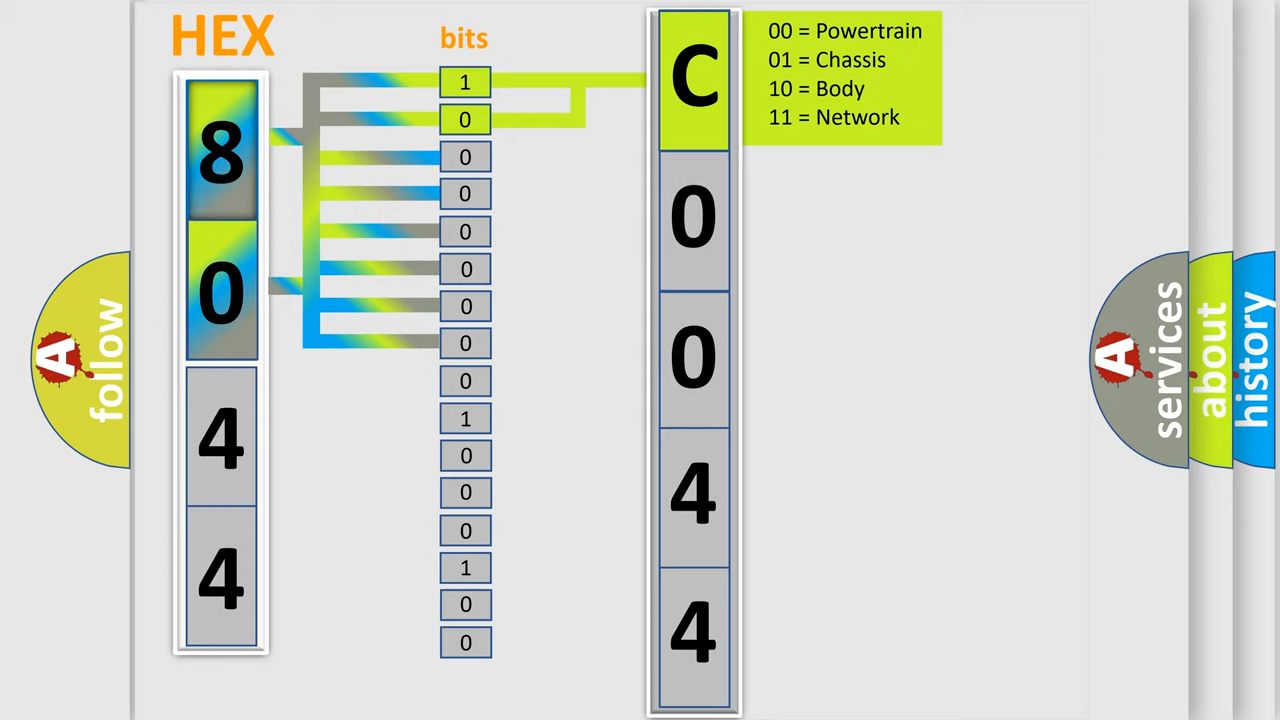 HEX
bits
8
0
4
4
1
0
0
0
0
0
0
0
0
1
0
0
0
1
0
0
C
0
0
4
4
00 = Powertrain
01 = Chassis
10 = Body
11 = Network
A
follow
A
services
about
history